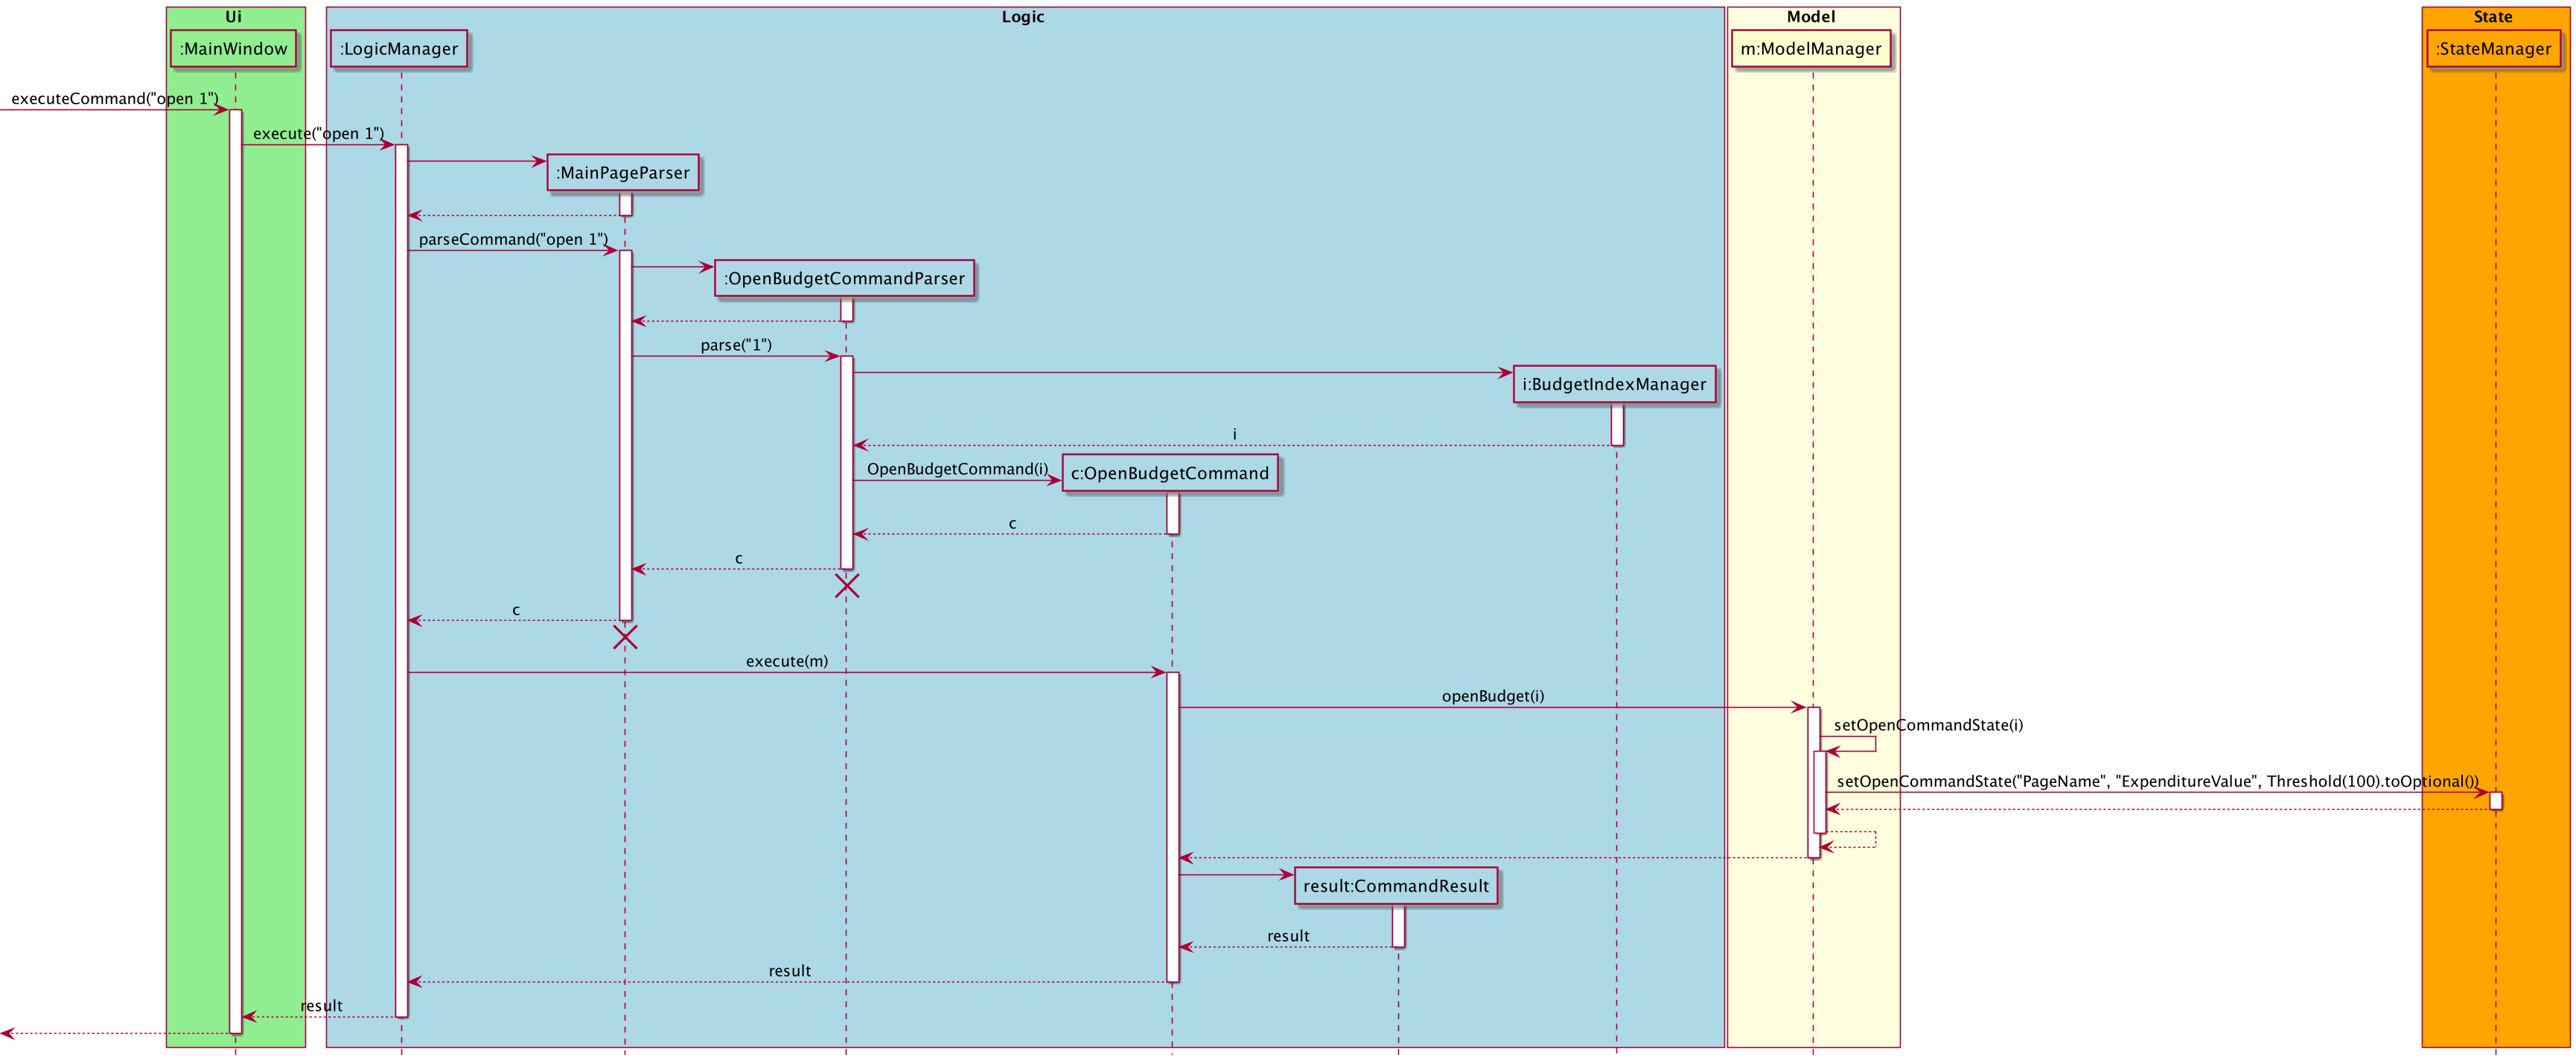 Ui
Logic
Model
State
:MainWindow
:LogicManager
m:ModelManager
:StateManager
executeCommand("open 1")
execute("open 1")
:MainPageParser
parseCommand("open 1")
:OpenBudgetCommandParser
parse("1")
i:BudgetIndexManager
i
OpenBudgetCommand(i)
c:OpenBudgetCommand
c
c
c
execute(m)
openBudget(i)
setOpenCommandState(i)
setOpenCommandState("PageName", "ExpenditureValue", Threshold(100).toOptional())
result:CommandResult
result
result
result